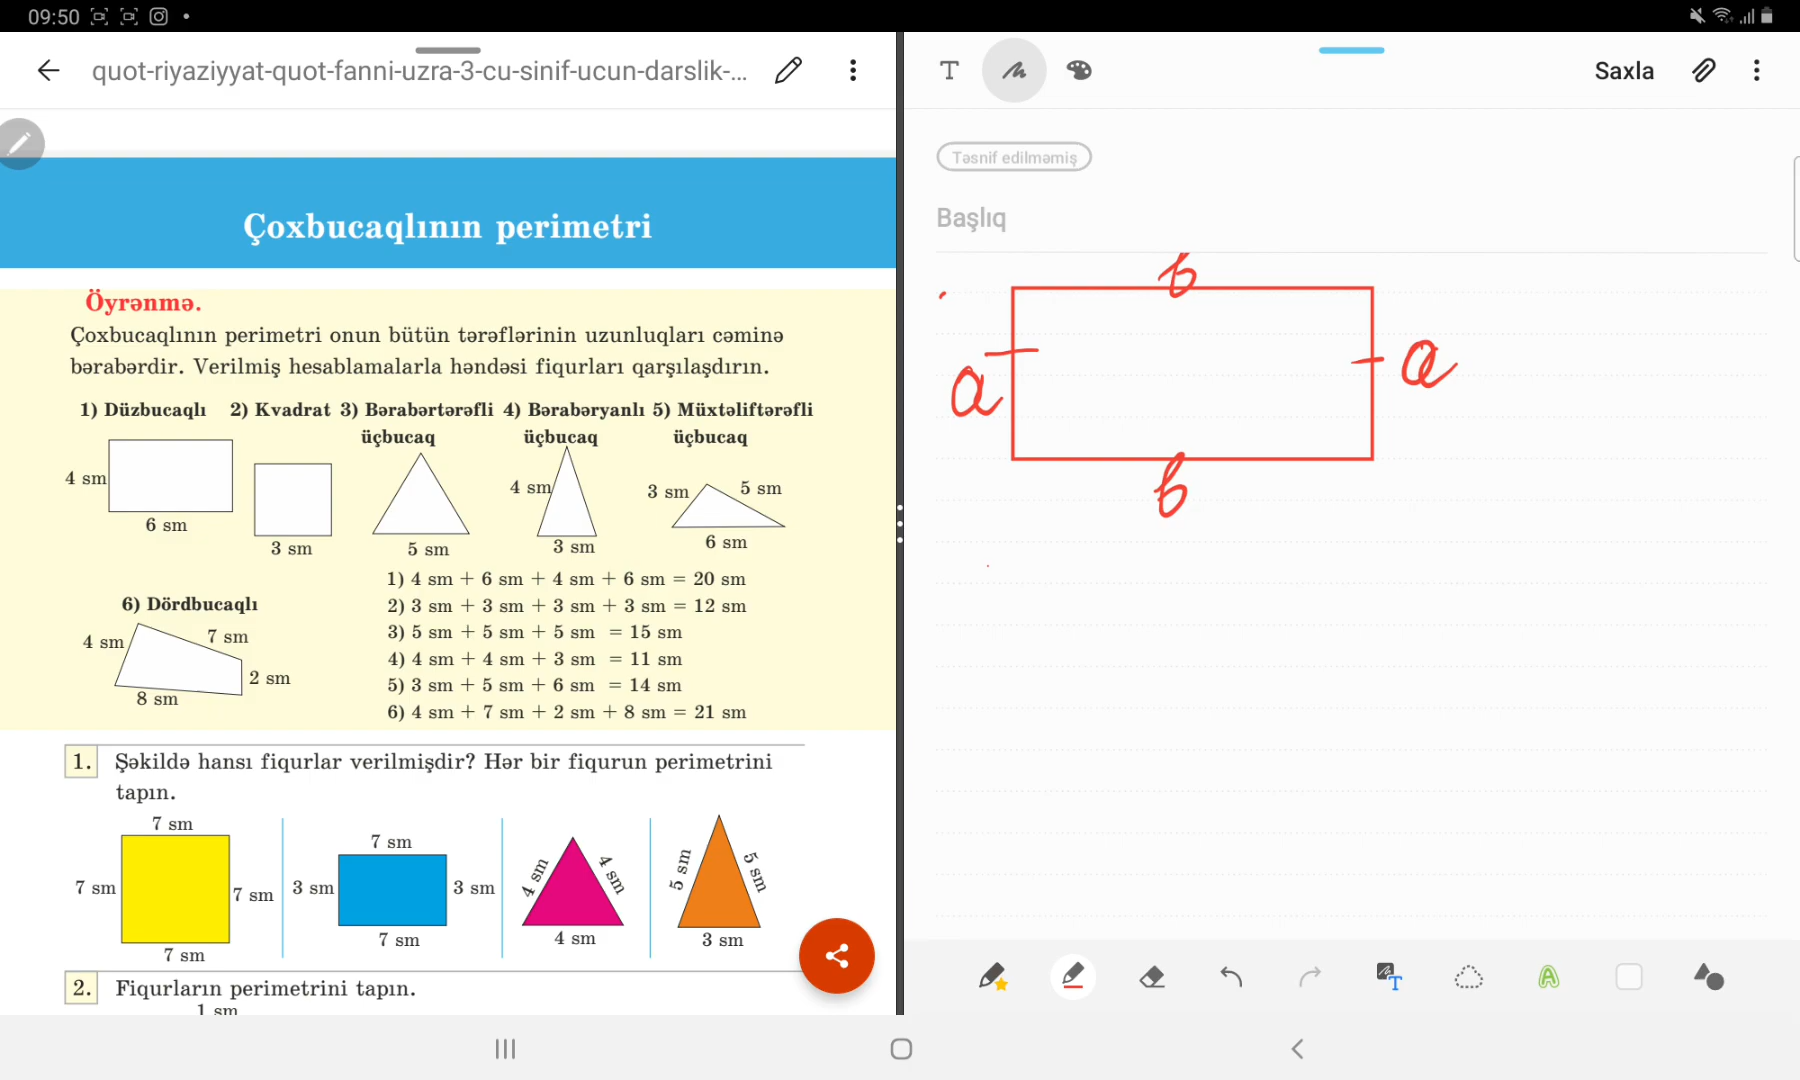 09:50
quot-riyaziyyat-quot-fanni-uzra-3-cu-sinif-ucun-darslik-...
Çoxbucaqlının perimetri
Öyrənmə.
Çoxbucaqlının perimetri onun bütün tərəflərinin uzunluqları cəminə
bərabərdir. Verilmiş hesablamalarla həndəsi fiqurları qarşılaşdırın.
1) Düzbucaqlı 2) Kvadrat 3) Bərabərtərəfli 4) Bərabəryanlı 5) Müxtəliftərəfli
üçbucaq üçbucaq üçbucaq
4 sm
6 sm
3 sm
5 sm
4 sm
3 sm
3 sm
5 sm
6 sm
6) Dördbucaqlı
4 sm
7 sm
2 sm
8 sm
1) 4 sm + 6 sm + 4 sm + 6 sm = 20 sm
2) 3 sm + 3 sm + 3 sm + 3 sm = 12 sm
3) 5 sm + 5 sm + 5 sm = 15 sm
4) 4 sm + 4 sm + 3 sm = 11 sm
5) 3 sm + 5 sm + 6 sm = 14 sm
6) 4 sm + 7 sm + 2 sm + 8 sm = 21 sm
1. Şəkildə hansı fiqurlar verilmişdir? Hər bir fiqurun perimetrini
tapın.
7 sm
7 sm
7 sm
7 sm
7 sm
3 sm
3 sm
7 sm
4 sm
4 sm
4 sm
5 sm
5 sm
3 sm
2. Fiqurların perimetrini tapın.
1 sm
T
Saxla
Təsnif edilməmiş
Başlıq
b
a
a
b